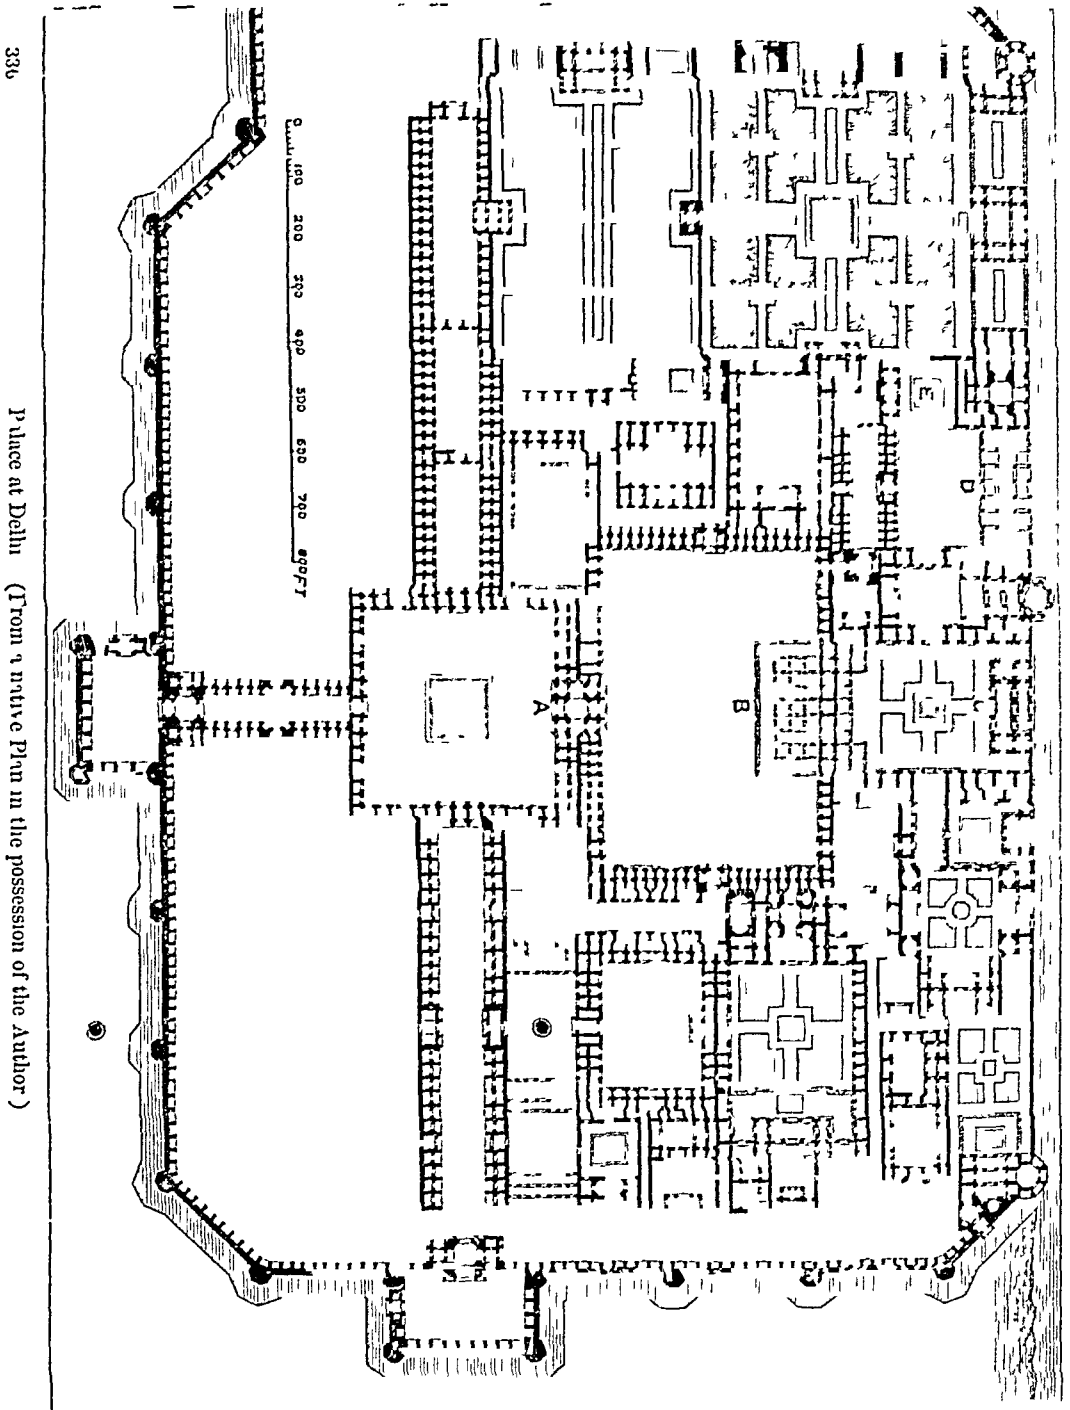 0 100 200 300 400 500 600 700 800 FT
E
D
C
B
A
336 Palace at Delhi (From a native Plan in the possession of the Author)